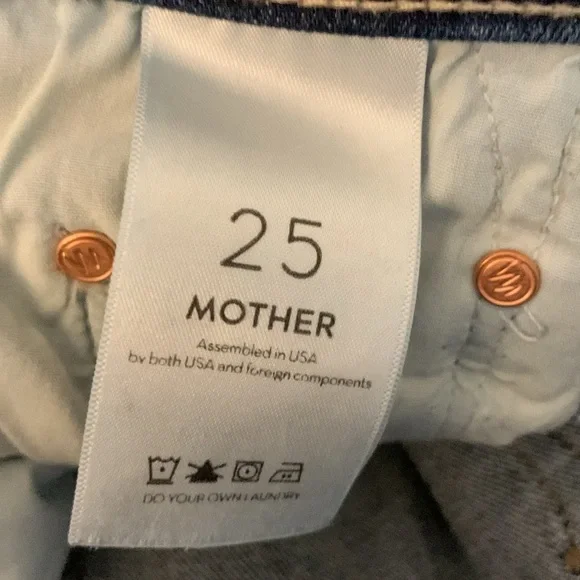 25
MOTHER
Assembled in USA
by both USA and foreign components
DO YOUR OWN LAUNDRY